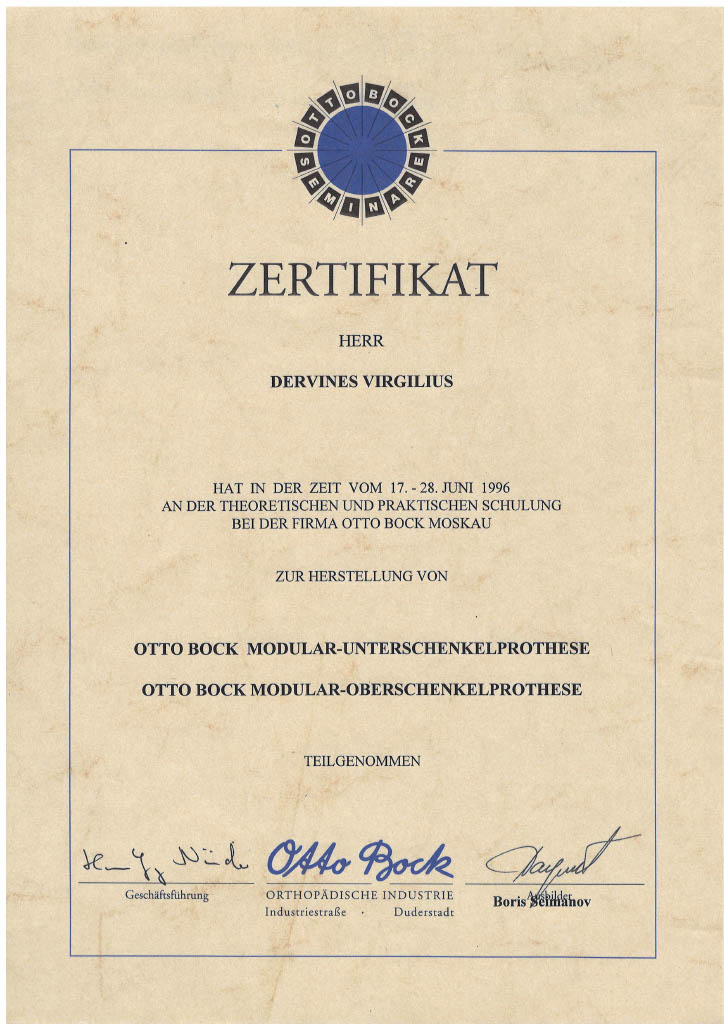 OTTO BOCK SEMINARE
ZERTIFIKAT
HERR
DERVINES VIRGILIUS
HAT IN DER ZEIT VOM 17. - 28. JUNI 1996
AN DER THEORETISCHEN UND PRAKTISCHEN SCHULUNG
BEI DER FIRMA OTTO BOCK MOSKAU
ZUR HERSTELLUNG VON
OTTO BOCK MODULAR-UNTERSCHENKELPROTHESE
OTTO BOCK MODULAR-OBERSCHENKELPROTHESE
TEILGENOMMEN
Geschäftsführung
Otto Bock
ORTHOPÄDISCHE INDUSTRIE
Industriestraße · Duderstadt
Ausbilder
Boris Selmanov